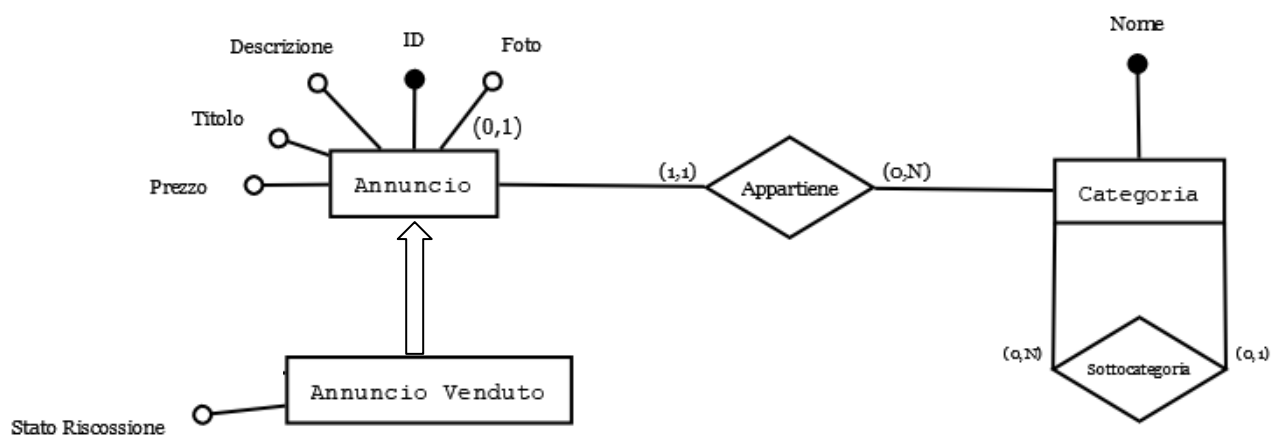 Nome
Descrizione
ID
Foto
Titolo
(0,1)
Prezzo
Annuncio
(1,1)
Appartiene
(0,N)
Categoria
(0,N)
Sottocategoria
(0,1)
Annuncio Venduto
Stato Riscossione